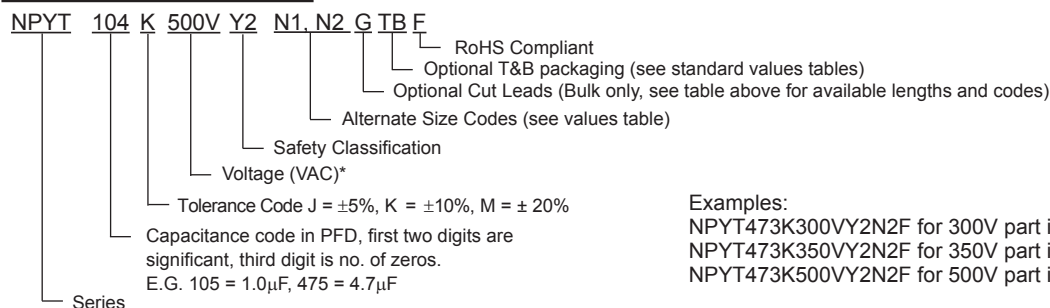 NPYT 104 K 500V Y2 N1, N2 G TB F
RoHS Compliant
Optional T&B packaging (see standard values tables)
Optional Cut Leads (Bulk only, see table above for available lengths and codes)
Alternate Size Codes (see values table)
Safety Classification
Voltage (VAC)*
Tolerance Code J = ±5%, K = ±10%, M = ± 20%
Capacitance code in PFD, first two digits are
significant, third digit is no. of zeros.
E.G. 105 = 1.0µF, 475 = 4.7µF
Series
Examples:
NPYT473K300VY2N2F for 300V part i
NPYT473K350VY2N2F for 350V part i
NPYT473K500VY2N2F for 500V part i